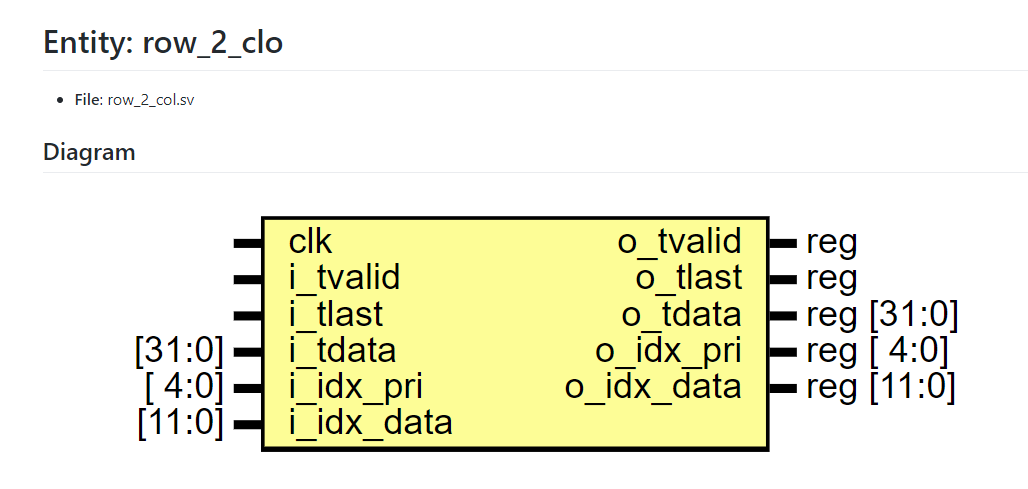 Entity: row_2_clo
File: row_2_col.sv
Diagram
clk o_tvalid reg
i_tvalid o_tlast reg
i_tlast o_tdata reg [31:0]
[31:0] i_tdata o_idx_pri reg [ 4:0]
[ 4:0] i_idx_pri o_idx_data reg [11:0]
[11:0] i_idx_data